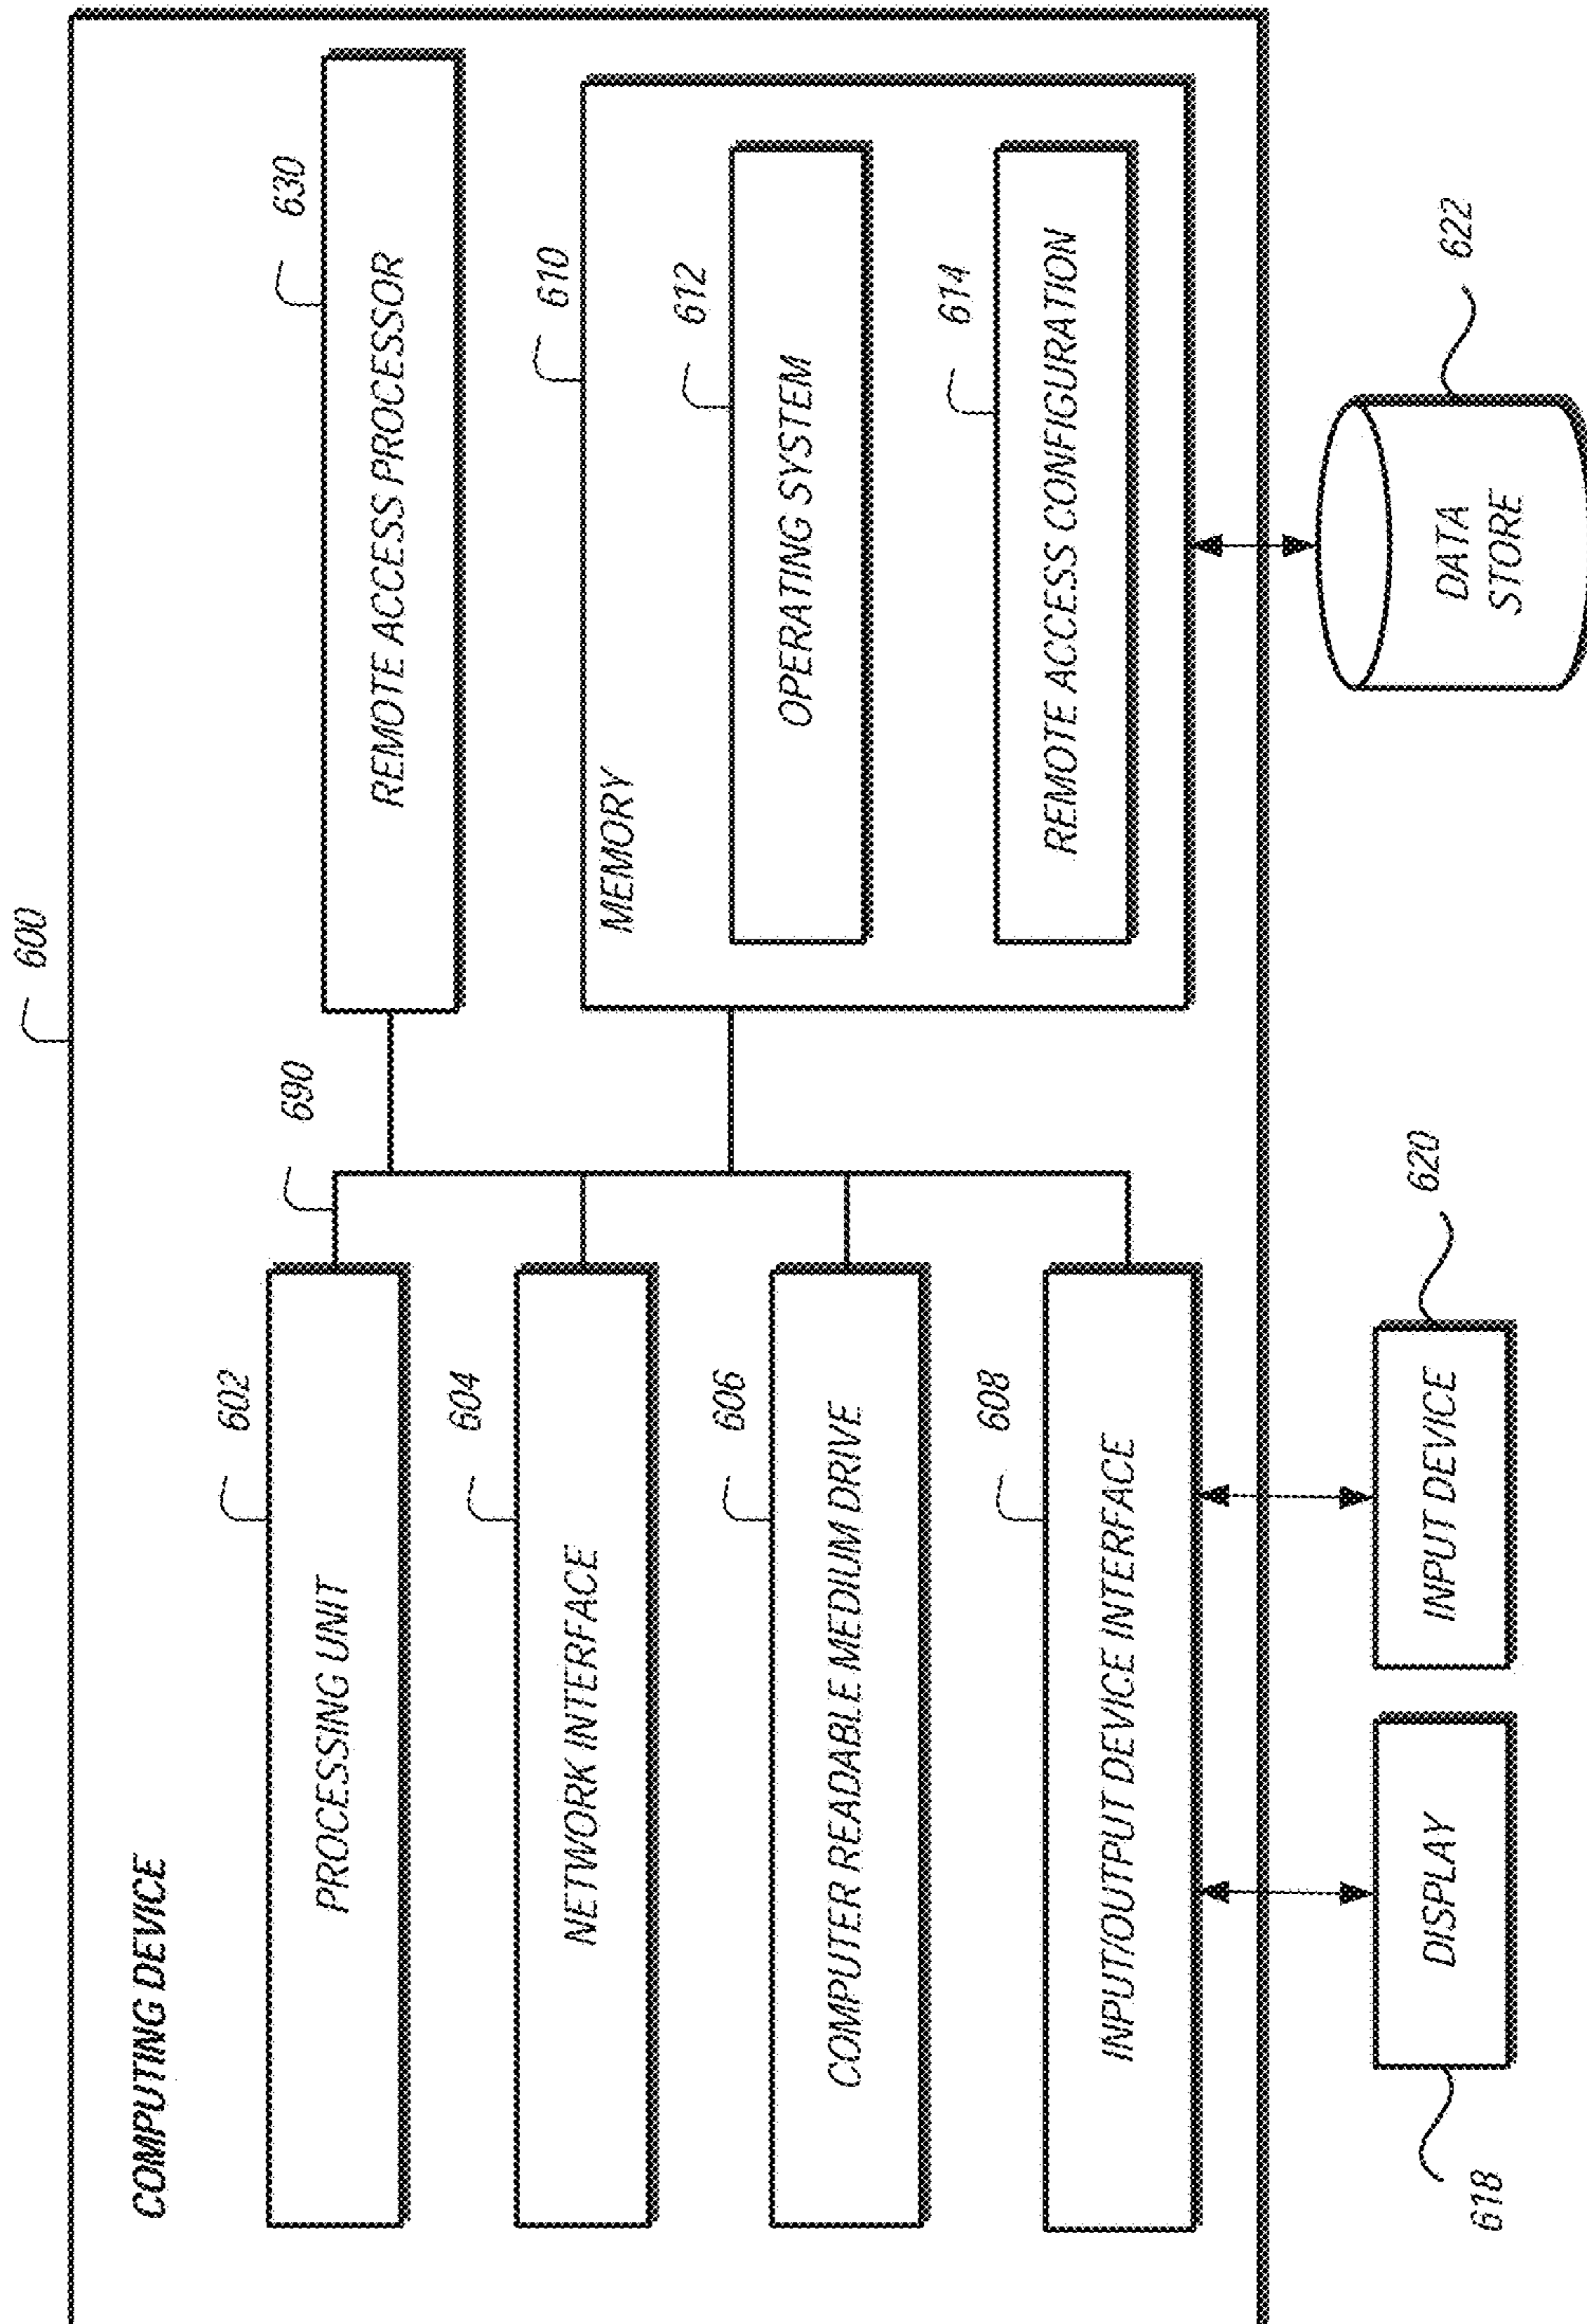 600
COMPUTING DEVICE
602
PROCESSING UNIT
604
NETWORK INTERFACE
606
COMPUTER READABLE MEDIUM DRIVE
608
INPUT/OUTPUT DEVICE INTERFACE
690
630
REMOTE ACCESS PROCESSOR
610
MEMORY
612
OPERATING SYSTEM
614
REMOTE ACCESS CONFIGURATION
618
DISPLAY
INPUT DEVICE
620
DATA
STORE
622